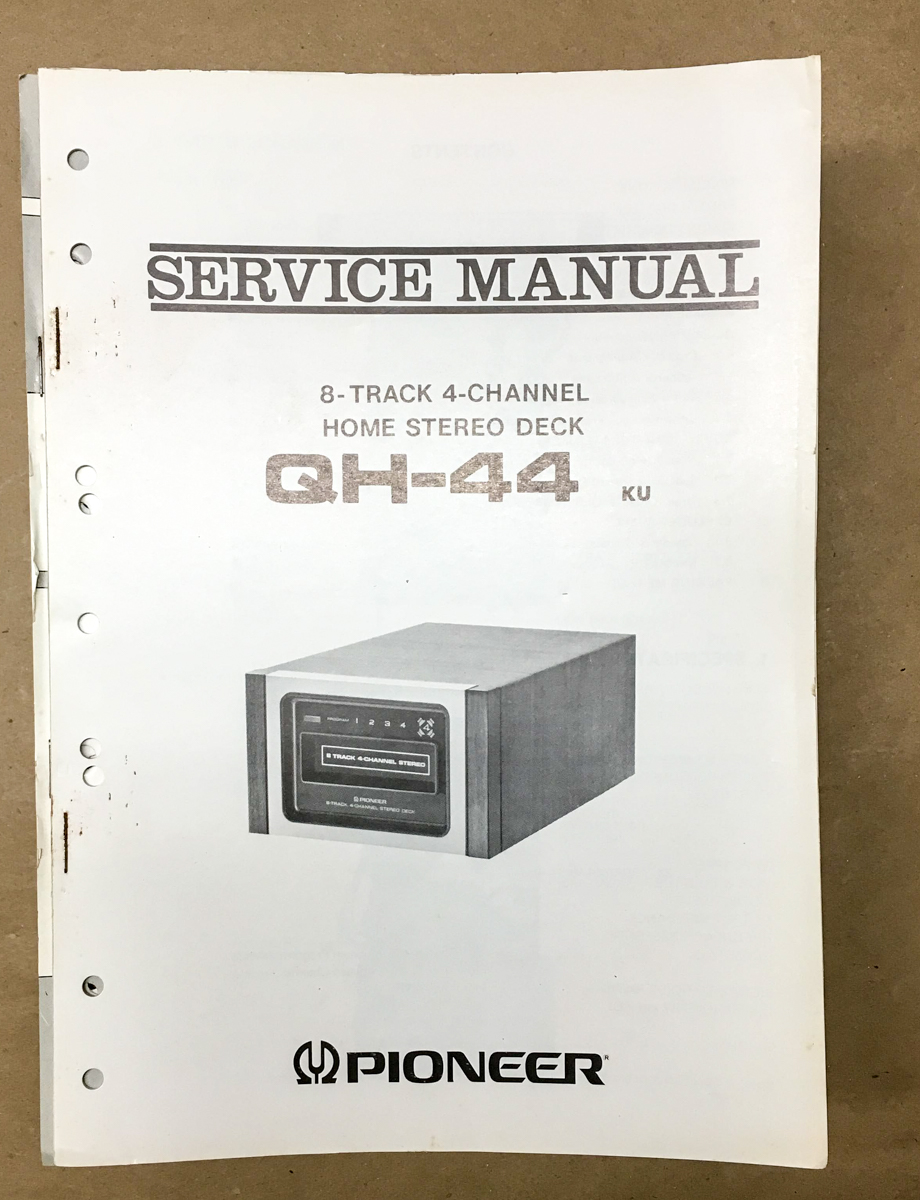 SERVICE MANUAL
8-TRACK 4-CHANNEL
HOME STEREO DECK
QH-44 KU
PROGRAM 1 2 3 4 4
8 TRACK 4-CHANNEL STEREO
PIONEER
8-TRACK, 4-CHANNEL STEREO DECK
PIONEER®